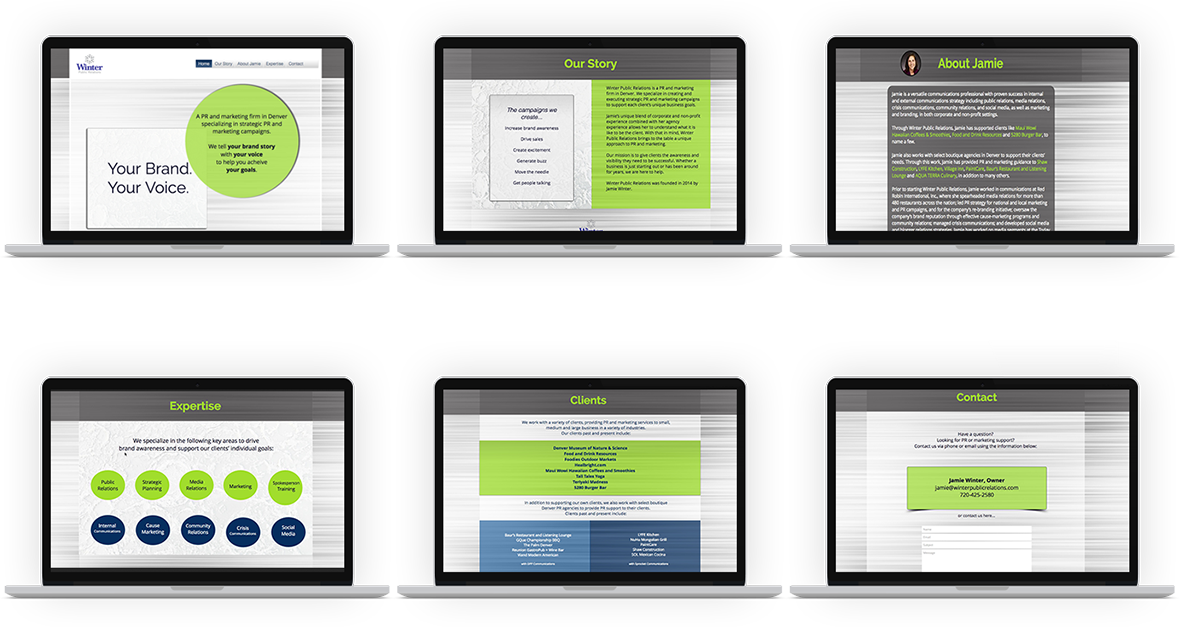 Winter
Public Relations
Home Our Story About Jamie Expertise Contact
A PR and marketing firm in Denver
specializing in strategic PR and
marketing campaigns.
We tell your brand story
with your voice
to help you acheive
your goals.
Your Brand.
Your Voice.
Our Story
The campaigns we
create...
Increase brand awareness
Drive sales
Create excitement
Generate buzz
Move the needle
Get people talking
Winter Public Relations is a PR and marketing
firm in Denver. We specialize in creating and
executing strategic PR and marketing campaigns
to support each client's unique business goals.
Jamie's unique blend of corporate and non-profit
experience combined with her agency
experience allows her to understand what it is
like to be the client. With that in mind, Winter
Public Relations brings to the table a unique
approach to PR and marketing.
Our mission is to give clients the awareness and
visibility they need to be successful. Whether a
business is just starting out or has been around
for years, we are here to help.
Winter Public Relations was founded in 2014 by
Jamie Winter.
Winter
About Jamie
Jamie is a versatile communications professional with proven success in internal
and external communications strategy including public relations, media relations,
crisis communications, community relations, and social media, as well as marketing
and branding, in both corporate and non-profit settings.
Through Winter Public Relations, Jamie has supported clients like Maui Wowi
Hawaiian Coffees & Smoothies, Food and Drink Resources and 5280 Burger Bar, to
name a few.
Jamie also works with select boutique agencies in Denver to support their clients'
needs. Through this work, Jamie has provided PR and marketing guidance to Shaw
Construction, LYFE Kitchen, Village Inn, PaintCare, Baur's Restaurant and Listening
Lounge and AQUA TERRA Culinary, in addition to many others.
Prior to starting Winter Public Relations, Jamie worked in communications at Red
Robin International, Inc., where she spearheaded media relations for more than
480 restaurants across the nation; led PR strategy for national and local marketing
and PR campaigns, and for the company's re-branding initiative; oversaw the
company's brand reputation through effective cause-marketing programs and
community relations; managed crisis communications; and developed social media
and blogger relations strategies. Jamie has worked on media segments at the Today
Expertise
We specialize in the following key areas to drive
brand awareness and support our clients' individual goals:
Public
Relations
Strategic
Planning
Media
Relations
Marketing
Spokesperson
Training
Internal
Communications
Cause
Marketing
Community
Relations
Crisis
Communications
Social
Media
Clients
We work with a variety of clients, providing PR and marketing services to small,
medium and large business in a variety of industries.
Our clients past and present include:
Denver Museum of Nature & Science
Food and Drink Resources
Foodies Outdoor Markets
Healbright.com
Maui Wowi Hawaiian Coffees and Smoothies
Tell Tales Yoga
Teriyaki Madness
5280 Burger Bar
In addition to supporting our own clients, we also work with select boutique
Denver PR agencies to provide PR support to their clients.
Clients past and present include:
Baur's Restaurant and Listening Lounge
GQue Championship BBQ
The Palm Denver
Reunion GastroPub + Wine Bar
Hand Modern American
LYFE Kitchen
HuHu Mongolian Grill
PaintCare
Shaw Construction
SOL Mexican Cocina
Contact
Have a question?
Looking for PR or marketing support?
Contact us via phone or email using the information below:
Jamie Winter, Owner
jamie@winterpublicrelations.com
720-425-2580
or contact us here...
Name
Email
Subject
Message